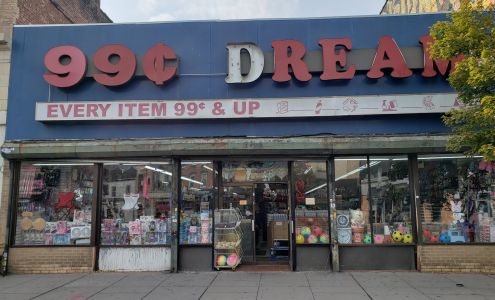 99¢ DREAM
EVERY ITEM 99¢ & UP